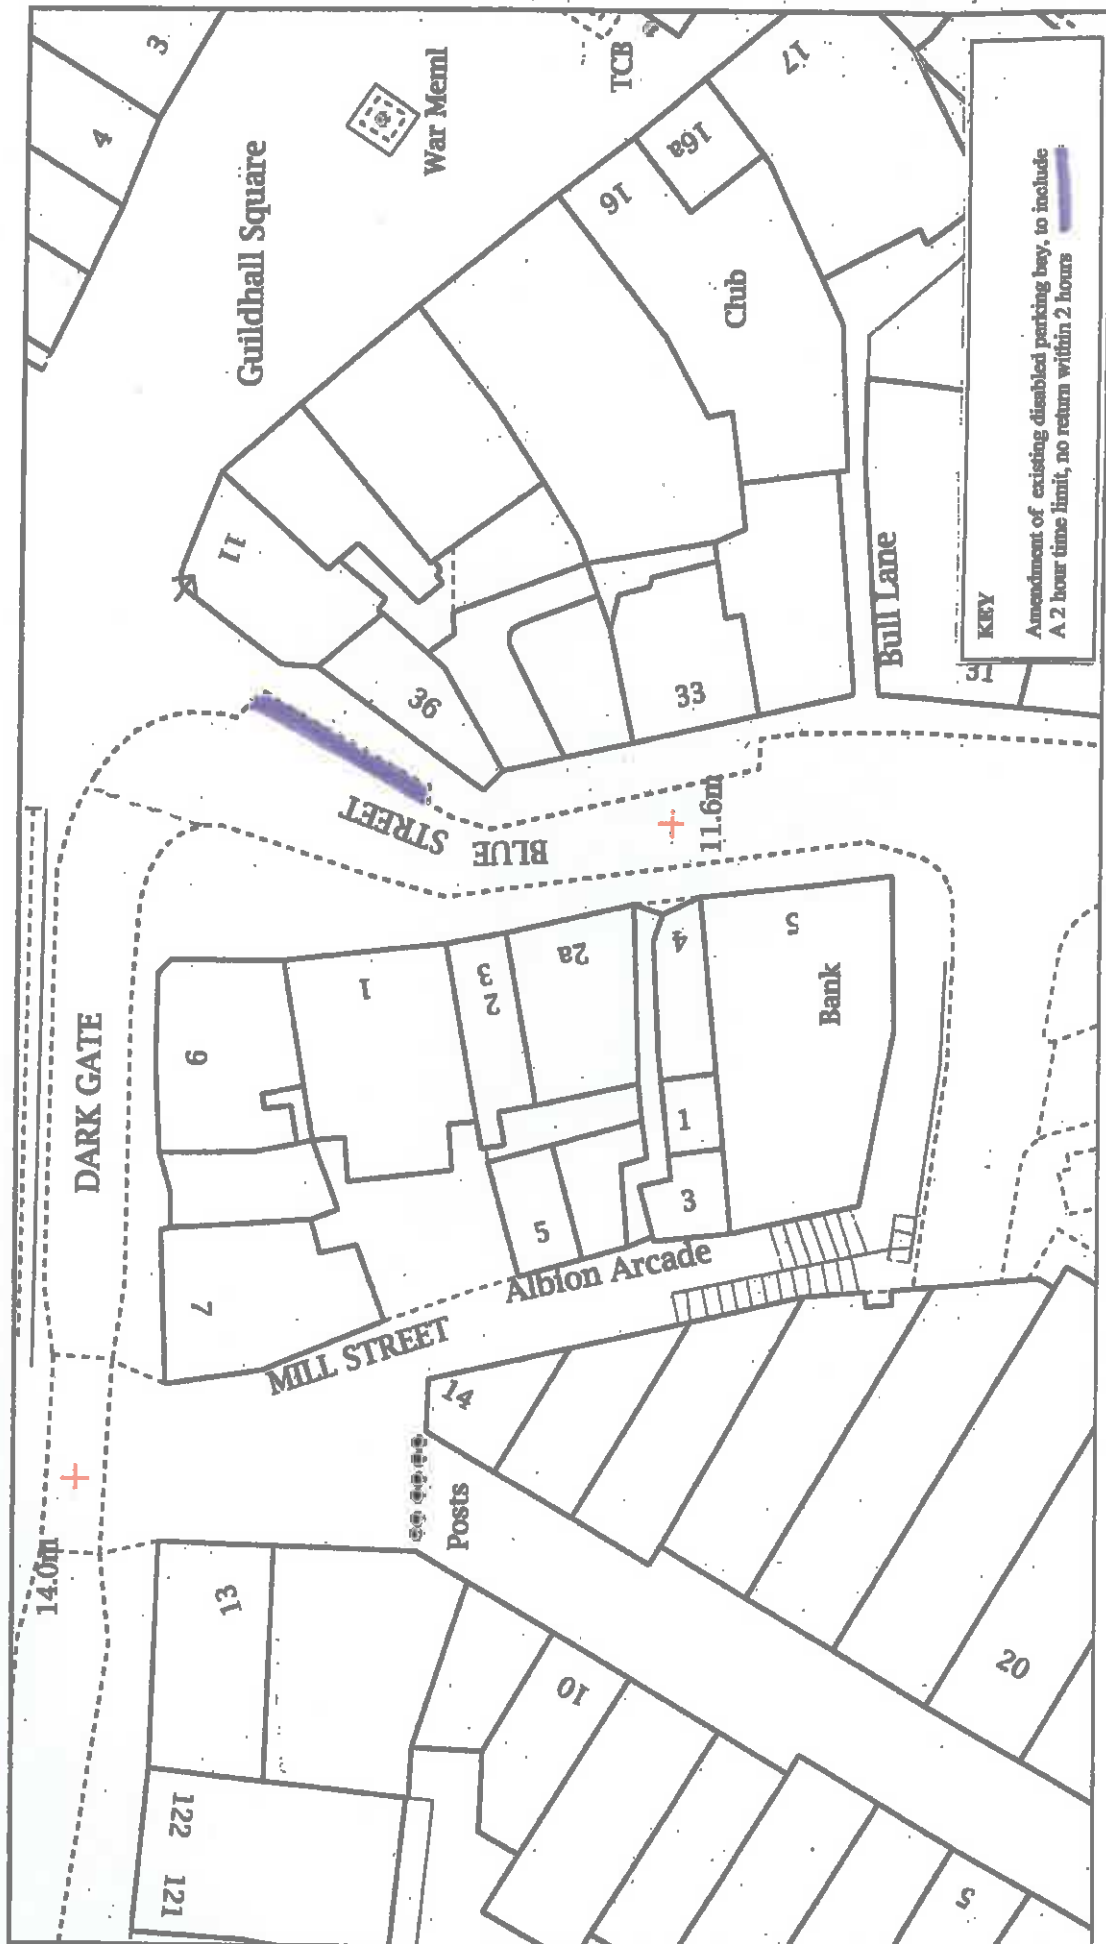 3
4
Guildhall Square
War Meml
TCB
17
16a
16
Club
11
36
33
31
Bull Lane
BLUE
STREET
11.6m
DARK GATE
9
1
3
2
2a
4
5
Bank
1
3
5
7
Albion Arcade
MILL STREET
14
Posts
14.0m
13
10
20
122
121
5
KEY
Amendment of existing disabled parking bay, to include
A 2 hour time limit, no return within 2 hours